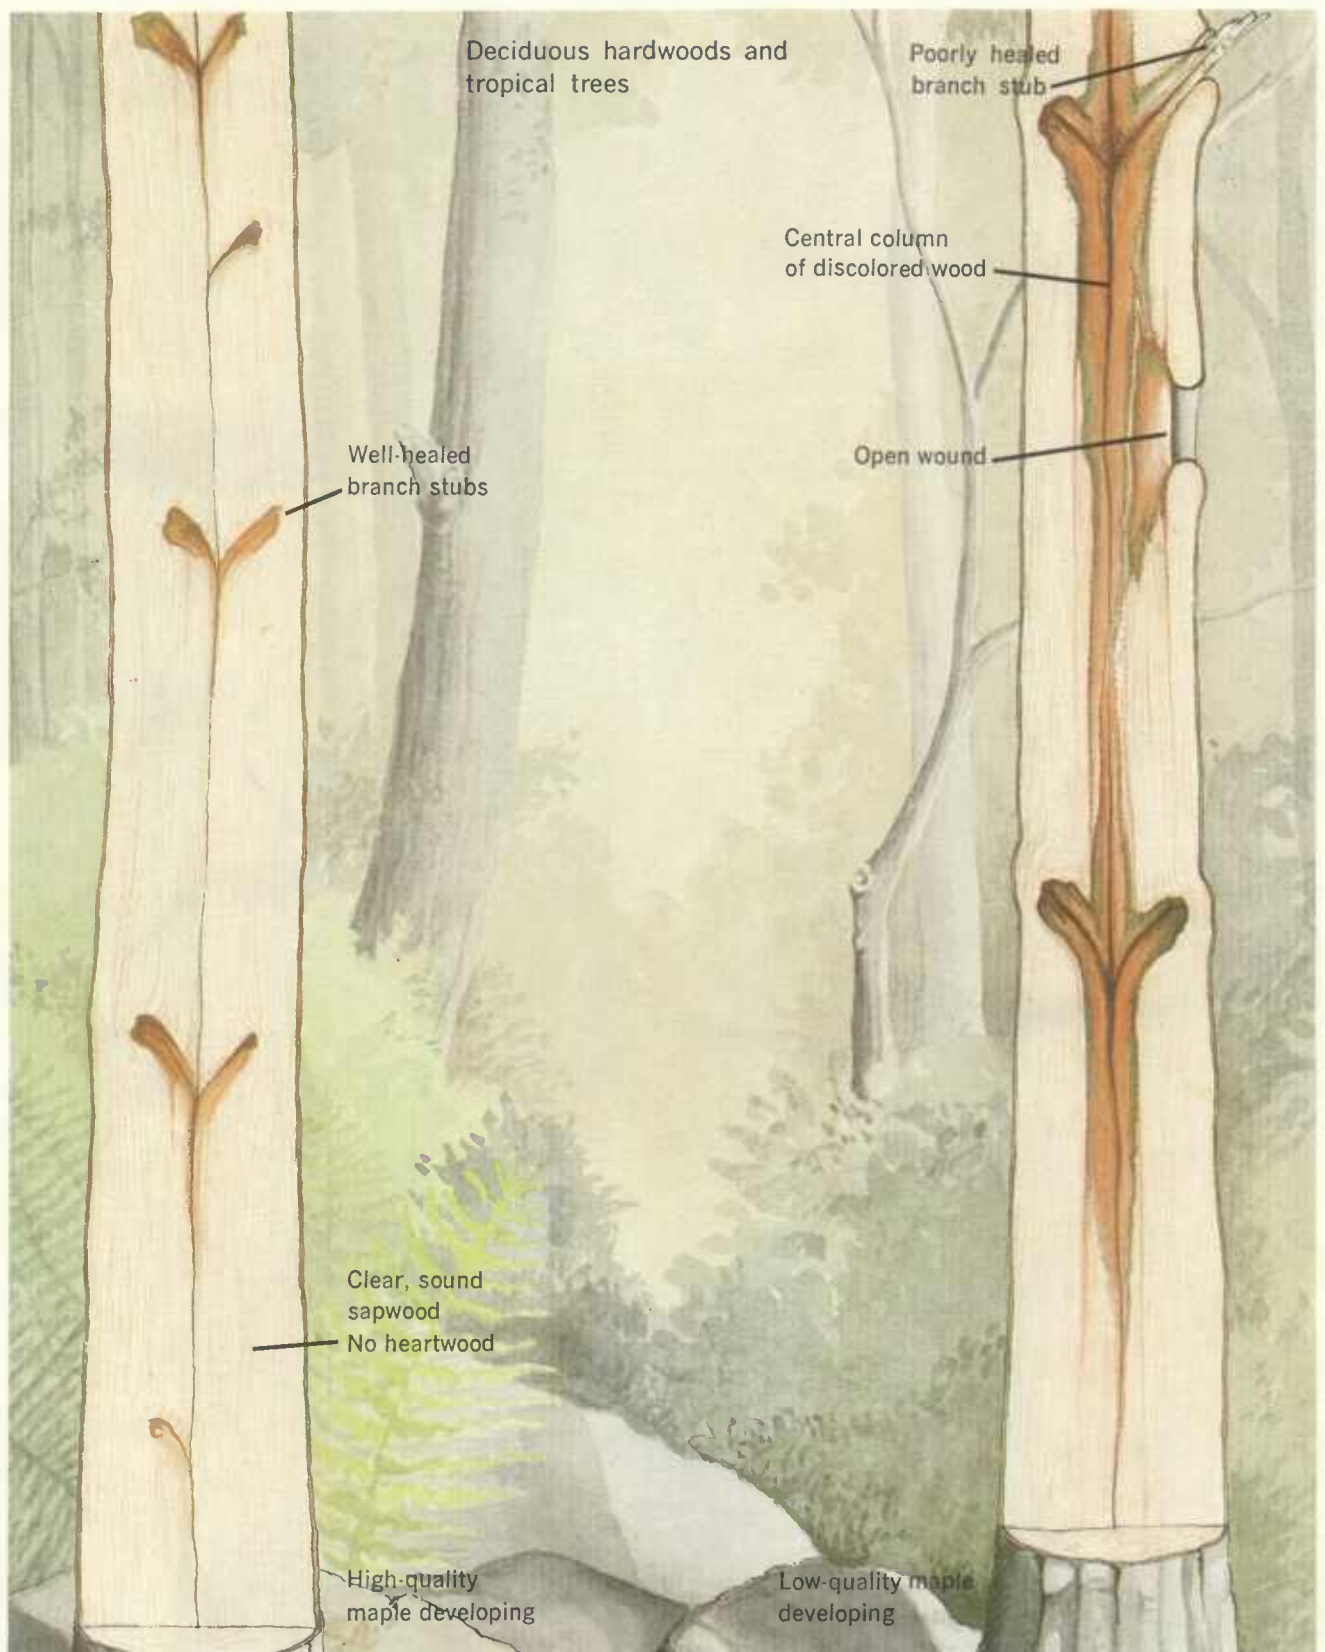 Deciduous hardwoods and
tropical trees
Poorly healed
branch stub
Central column
of discolored wood
Well-healed
branch stubs
Open wound
Clear, sound
sapwood
No heartwood
High-quality
maple developing
Low-quality maple
developing